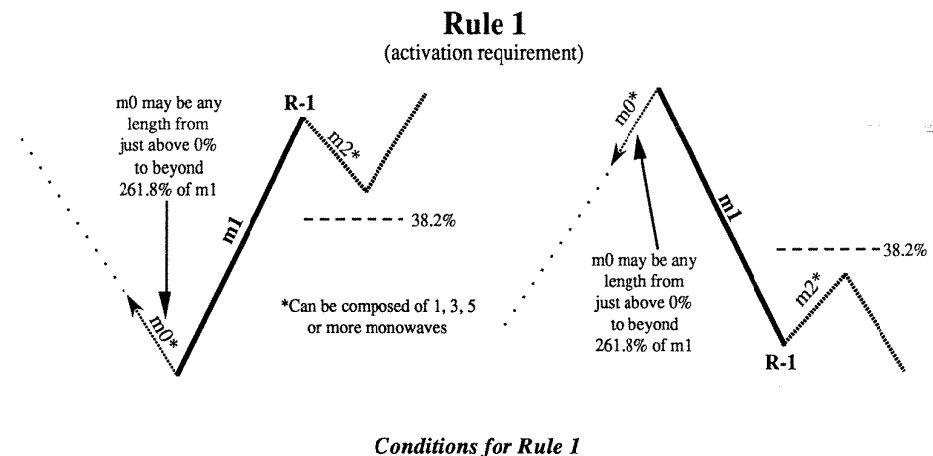 Rule 1
(activation requirement)
m0 may be any
length from
just above 0%
to beyond
261.8% of m1
R-1
m2*
38.2%
m1
m0*
*Can be composed of 1, 3, 5
or more monowaves
m0*
m1
38.2%
m2*
m0 may be any
length from
just above 0%
to beyond
261.8% of m1
R-1
Conditions for Rule 1